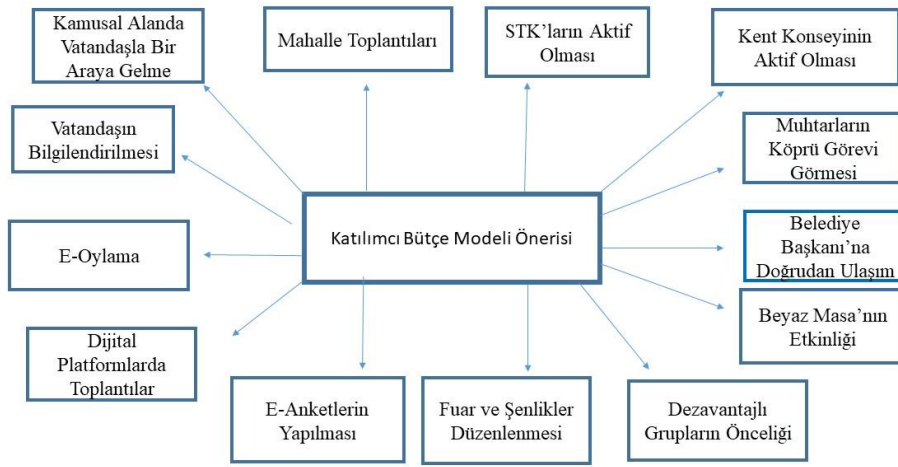 Kamusal Alanda
Vatandaşla Bir
Araya Gelme
Mahalle Toplantıları
STK'ların Aktif
Olması
Kent Konseyinin
Aktif Olması
Vatandaşın
Bilgilendirilmesi
Muhtarların
Köprü Görevi
Görmesi
Katılımcı Bütçe Modeli Önerisi
E-Oylama
Belediye
Başkanı'na
Doğrudan Ulaşım
Beyaz Masa'nın
Etkinliği
Dijital
Platformlarda
Toplantılar
E-Anketlerin
Yapılması
Fuar ve Şenlikler
Düzenlenmesi
Dezavantajlı
Grupların Önceliği